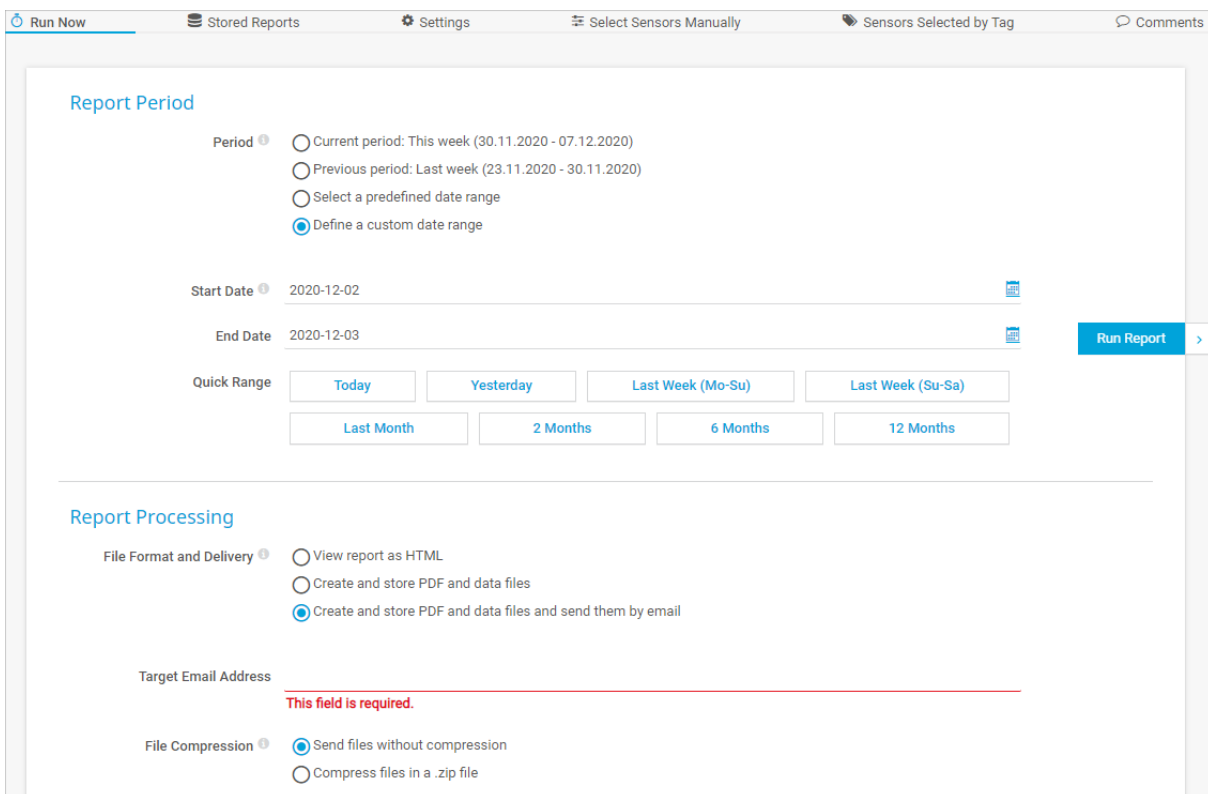 Run Now Stored Reports Settings Select Sensors Manually Sensors Selected by Tag Comments
Report Period
Period Current period: This week (30.11.2020 - 07.12.2020)
Previous period: Last week (23.11.2020 - 30.11.2020)
Select a predefined date range
Define a custom date range
Start Date 2020-12-02
End Date 2020-12-03
Run Report
Quick Range Today Yesterday Last Week (Mo-Su) Last Week (Su-Sa)
Last Month 2 Months 6 Months 12 Months
Report Processing
File Format and Delivery View report as HTML
Create and store PDF and data files
Create and store PDF and data files and send them by email
Target Email Address
This field is required.
File Compression Send files without compression
Compress files in a .zip file